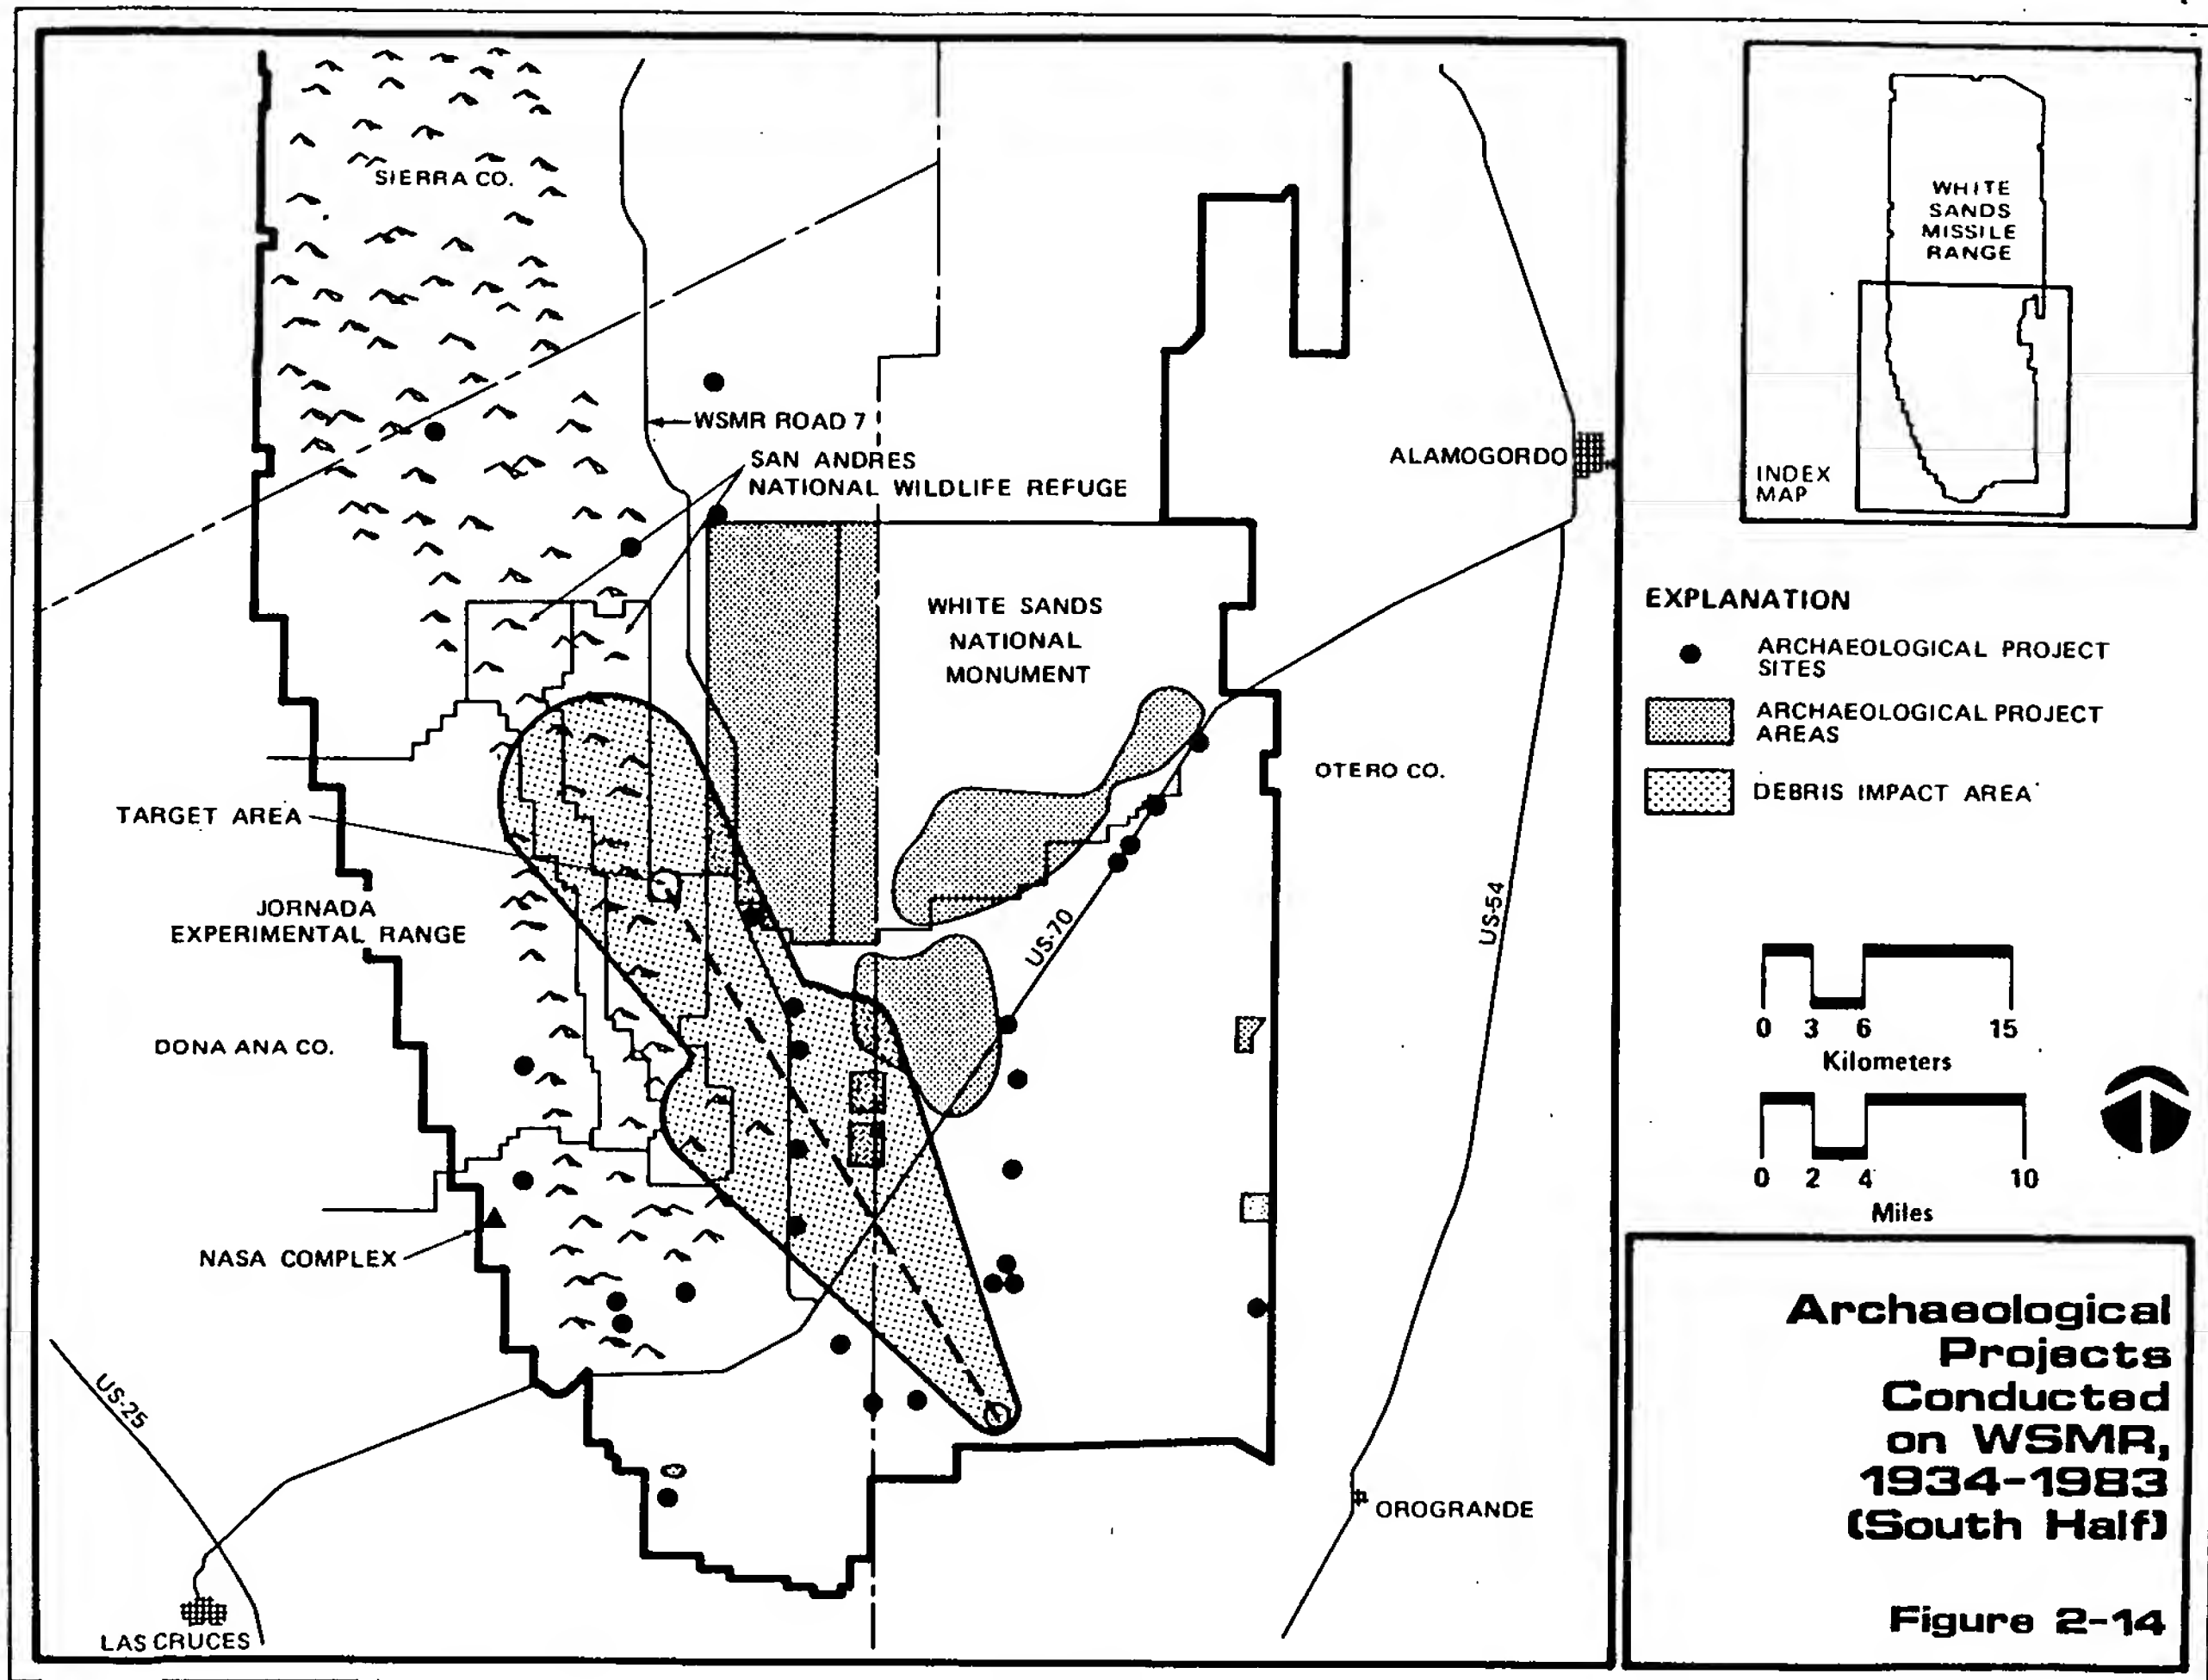 SIERRA CO.
WSMR ROAD 7
SAN ANDRES
NATIONAL WILDLIFE REFUGE
ALAMOGORDO
WHITE SANDS
NATIONAL
MONUMENT
TARGET AREA
OTERO CO.
JORNADA
EXPERIMENTAL RANGE
US-70
US-54
DONA ANA CO.
NASA COMPLEX
US-25
OROGRANDE
LAS CRUCES
WHITE
SANDS
MISSILE
RANGE
INDEX
MAP
EXPLANATION
ARCHAEOLOGICAL PROJECT
SITES
ARCHAEOLOGICAL PROJECT
AREAS
DEBRIS IMPACT AREA
0 3 6 15
Kilometers
0 2 4 10
Miles
Archaeological
Projects
Conducted
on WSMR,
1934-1983
(South Half)
Figure 2-14